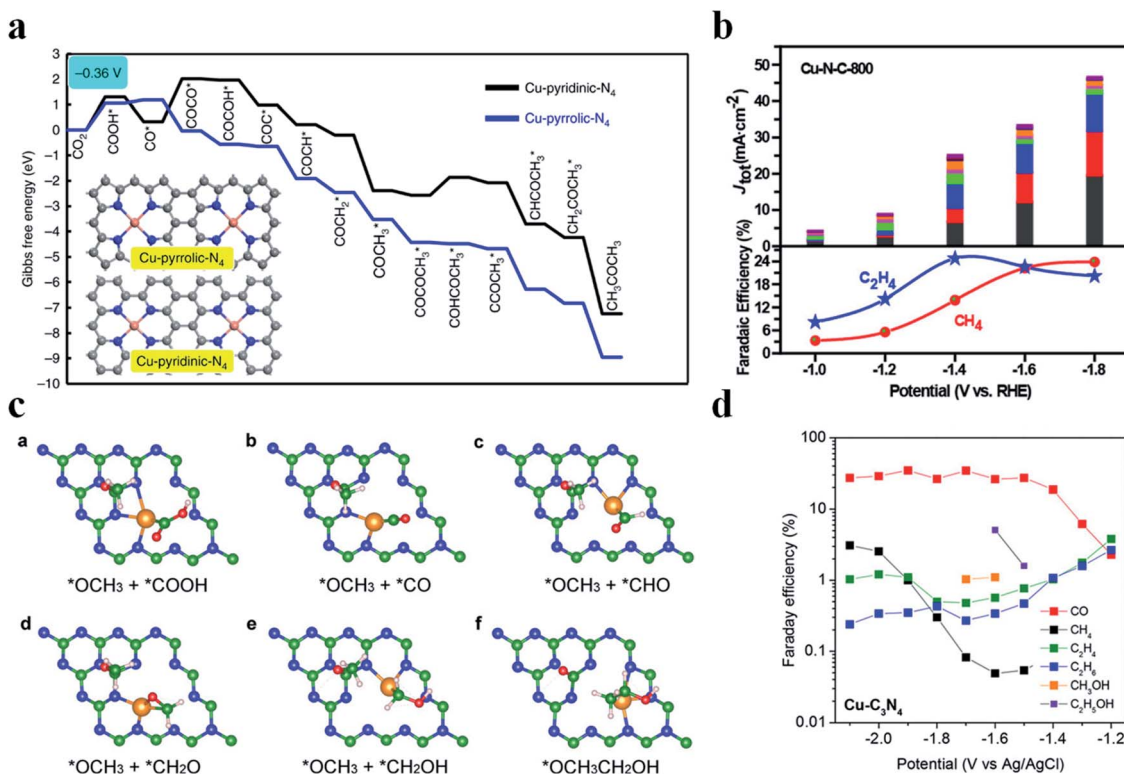 a
−0.36 V
Cu-pyridinic-N4
Cu-pyrrolic-N4
Gibbs free energy (eV)
3
2
1
0
−1
−2
−3
−4
−5
−6
−7
−8
−9
−10
CO2
COOH*
CO*
COCO*
COCOH*
COC*
COCH*
COCH2*
COCH3*
COCOCH3*
COHCOCH3*
CCOCH3*
CHCOCH3*
CH2COCH3*
CH3COCH3
Cu-pyrrolic-N4
Cu-pyridinic-N4
b
Cu-N-C-800
Jtot(mA·cm-2)
50
40
30
20
10
0
Faradaic Efficiency (%)
24
18
12
6
0
C2H4
CH4
-1.0 -1.2 -1.4 -1.6 -1.8
Potential (V vs. RHE)
c
a b c
*OCH3 + *COOH *OCH3 + *CO *OCH3 + *CHO
d e f
*OCH3 + *CH2O *OCH3 + *CH2OH *OCH3CH2OH
d
Faraday efficiency (%)
100
10
1
0.1
0.01
CO
CH4
C2H4
C2H6
CH3OH
C2H5OH
Cu-C3N4
-2.0 -1.8 -1.6 -1.4 -1.2
Potential (V vs Ag/AgCl)